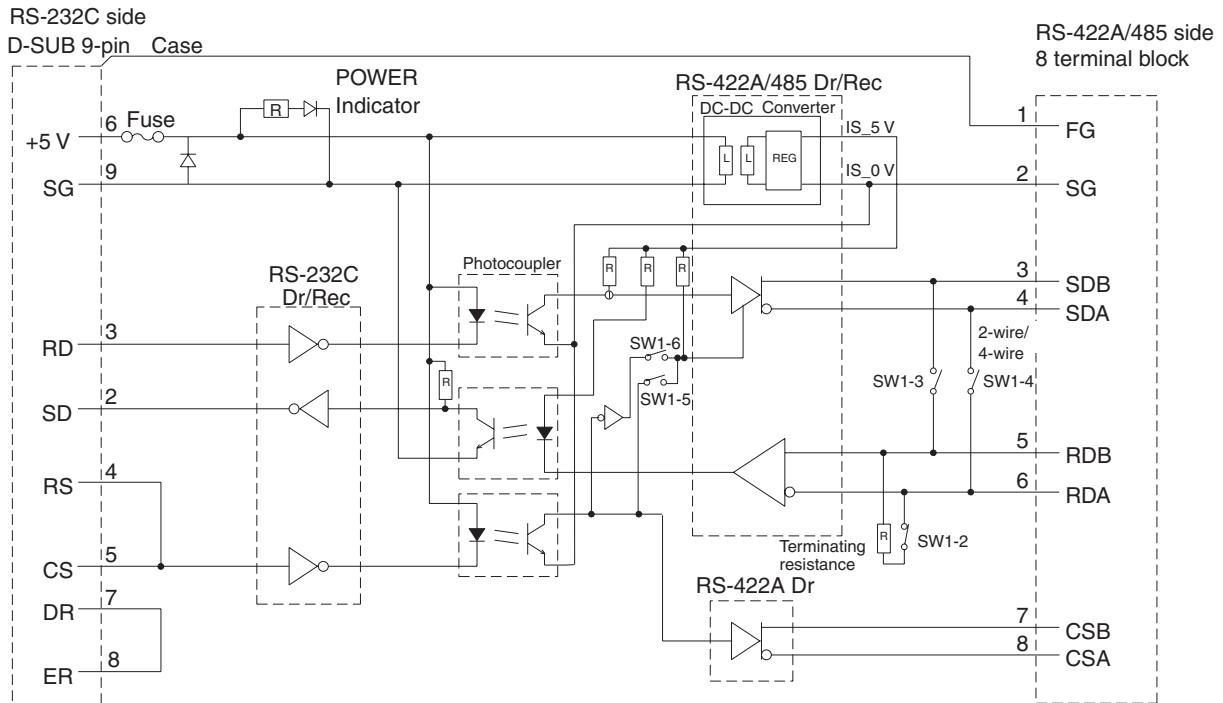 RS-232C side
D-SUB 9-pin Case
RS-422A/485 side
8 terminal block
POWER
Indicator
RS-422A/485 Dr/Rec
DC-DC Converter
R
Fuse
+5 V
6
SG
9
L
L
REG
IS_5 V
IS_0 V
1
FG
2
SG
RS-232C
Dr/Rec
Photocoupler
R
R
R
3
SDB
4
SDA
RD
3
SW1-6
SW1-5
2-wire/
4-wire
SW1-3
SW1-4
R
SD
2
5
RDB
6
RDA
RS
4
CS
5
R
SW1-2
Terminating
resistance
DR
7
ER
8
RS-422A Dr
7
CSB
8
CSA